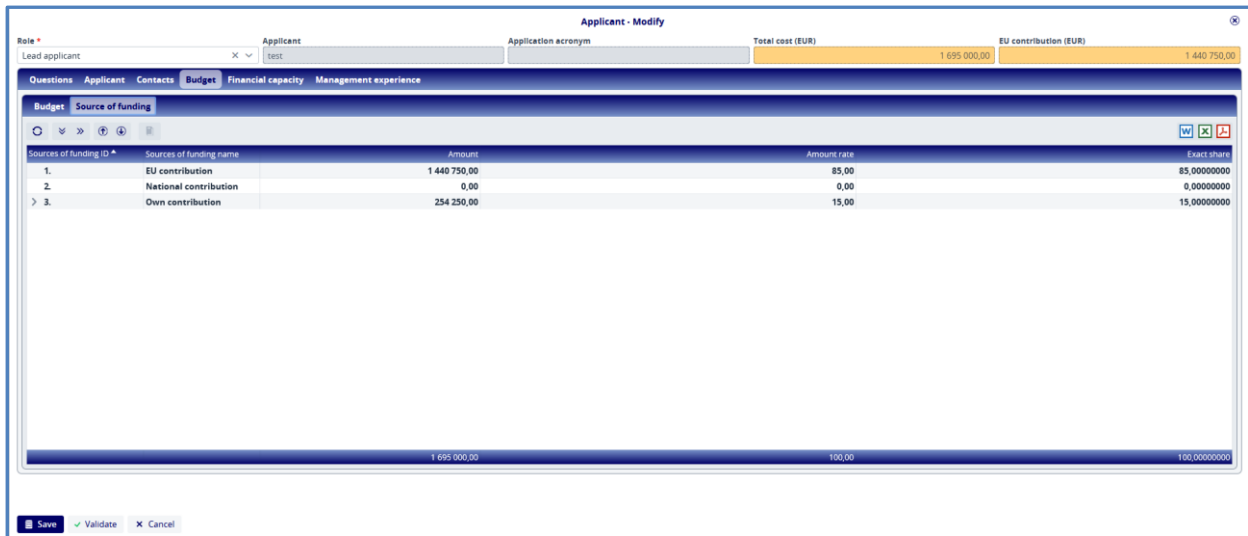 Applicant - Modify
Role * Applicant Application acronym Total cost (EUR) EU contribution (EUR)
Lead applicant test 1 695 000,00 1 440 750,00
Questions Applicant Contacts Budget Financial capacity Management experience
Budget Source of funding
W X
Sources of funding ID Sources of funding name Amount Amount rate Exact share
1. EU contribution 1 440 750,00 85,00 85,00000000
2. National contribution 0,00 0,00 0,00000000
3. Own contribution 254 250,00 15,00 15,00000000
1 695 000,00 100,00 100,00000000
Save Validate Cancel